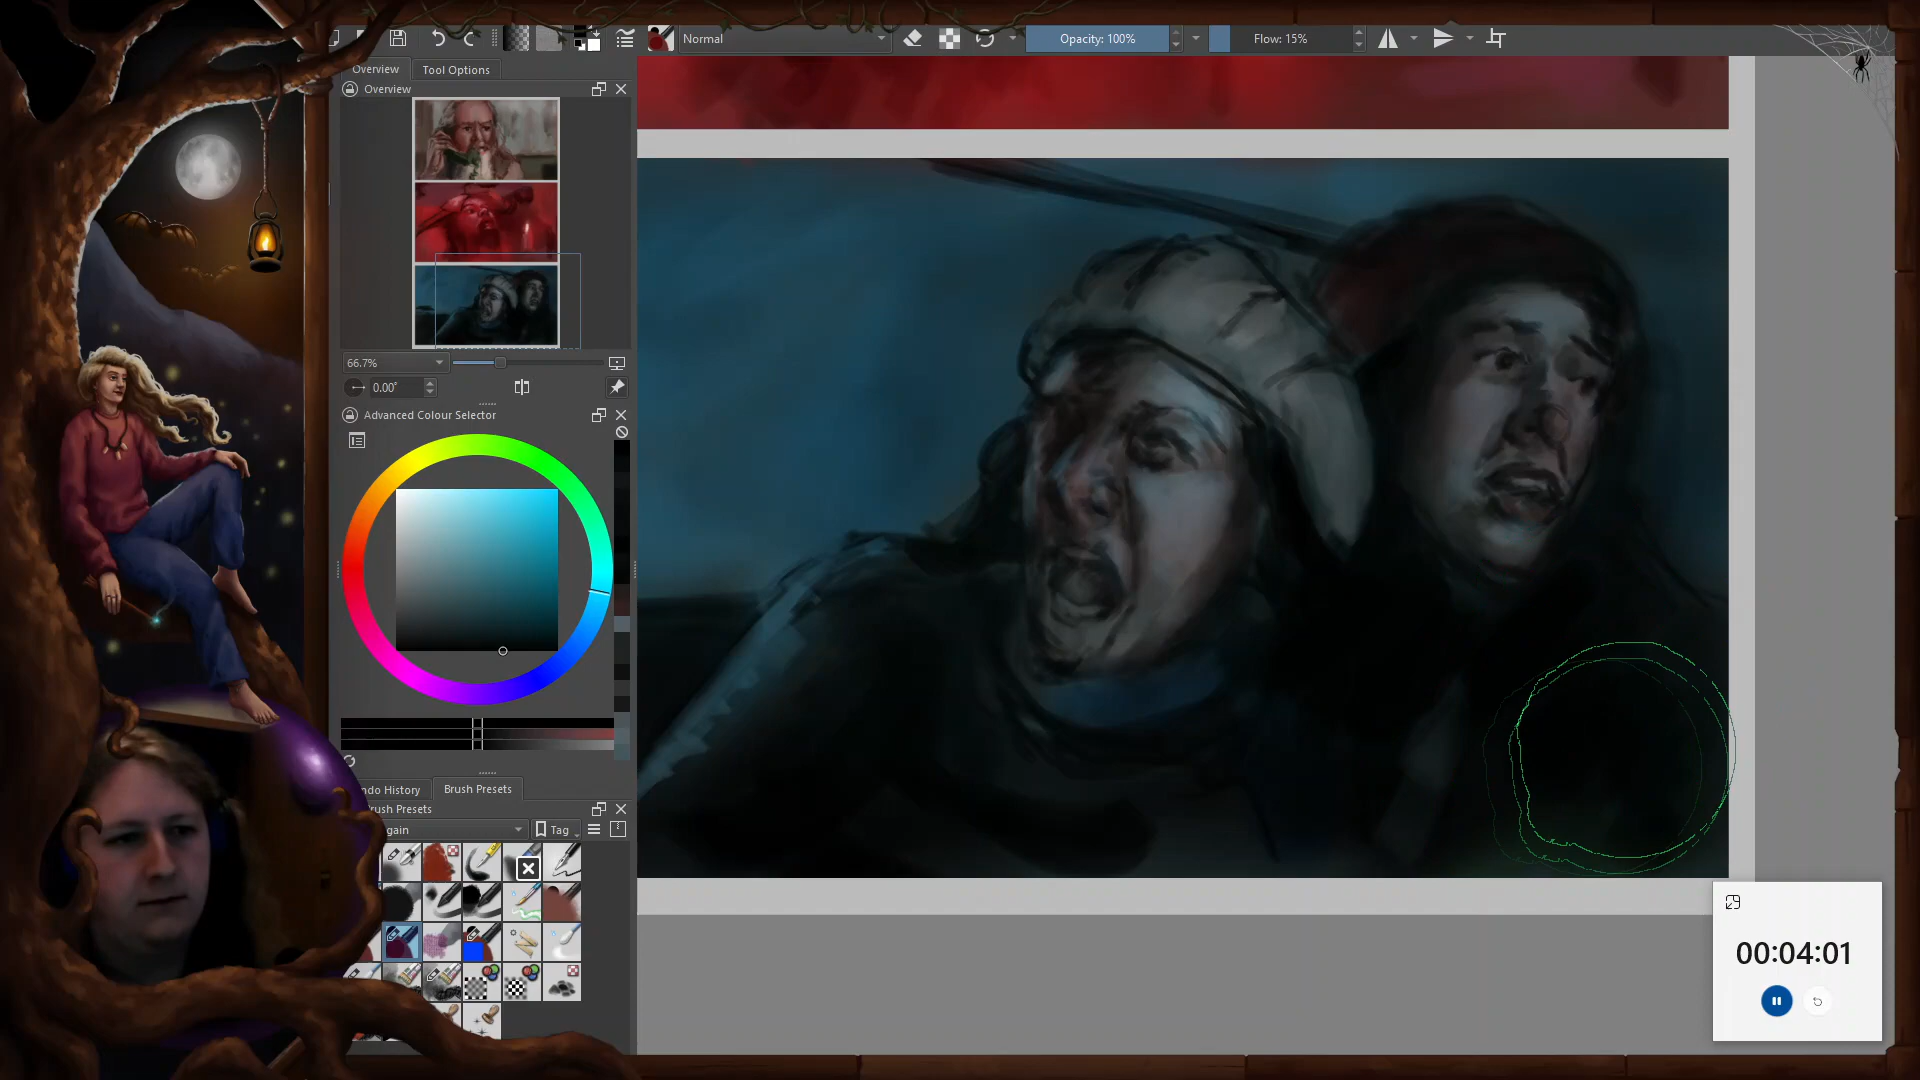 Normal
Opacity: 100%
Flow: 15%
Overview
Tool Options
Overview
66.7%
0.00°
Advanced Colour Selector
ndo History
Brush Presets
rush Presets
gain
Tag
00:04:01